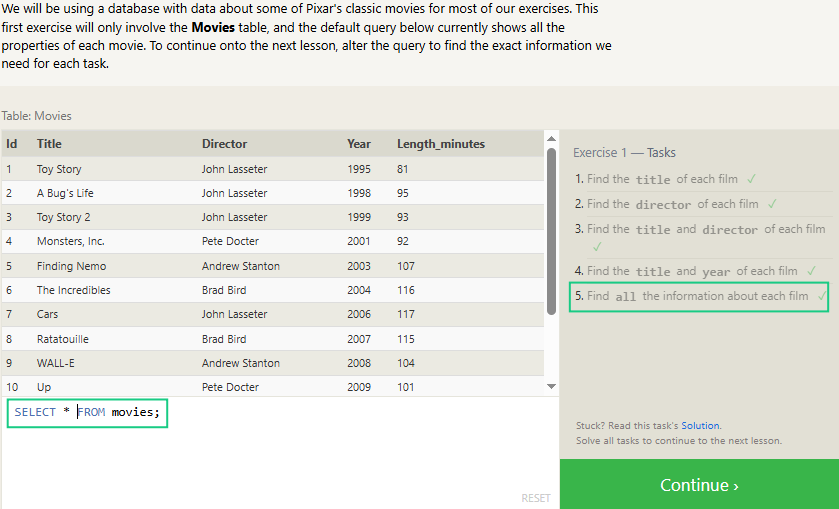 We will be using a database with data about some of Pixar's classic movies for most of our exercises. This
first exercise will only involve the Movies table, and the default query below currently shows all the
properties of each movie. To continue onto the next lesson, alter the query to find the exact information we
need for each task.
Table: Movies
Id Title Director Year Length_minutes
1 Toy Story John Lasseter 1995 81
2 A Bug's Life John Lasseter 1998 95
3 Toy Story 2 John Lasseter 1999 93
4 Monsters, Inc. Pete Docter 2001 92
5 Finding Nemo Andrew Stanton 2003 107
6 The Incredibles Brad Bird 2004 116
7 Cars John Lasseter 2006 117
8 Ratatouille Brad Bird 2007 115
9 WALL-E Andrew Stanton 2008 104
10 Up Pete Docter 2009 101
SELECT * FROM movies;
RESET
Exercise 1 — Tasks
1. Find the title of each film ✓
2. Find the director of each film ✓
3. Find the title and director of each film
✓
4. Find the title and year of each film ✓
5. Find all the information about each film ✓
Stuck? Read this task's Solution.
Solve all tasks to continue to the next lesson.
Continue ›